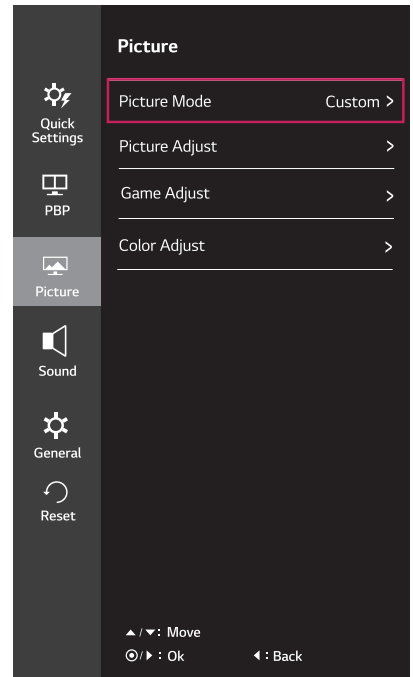 Picture
Picture Mode Custom >
Picture Adjust >
Game Adjust >
Color Adjust >
Quick
Settings
PBP
Picture
Sound
General
Reset
▲/▼: Move
◉/▶ : Ok ◀ : Back